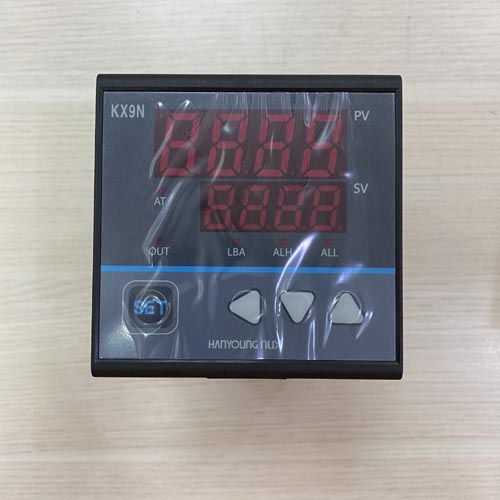 KX9N
PV
SV
AT
OUT LBA ALH ALL
SET
HANYOUNG NUX